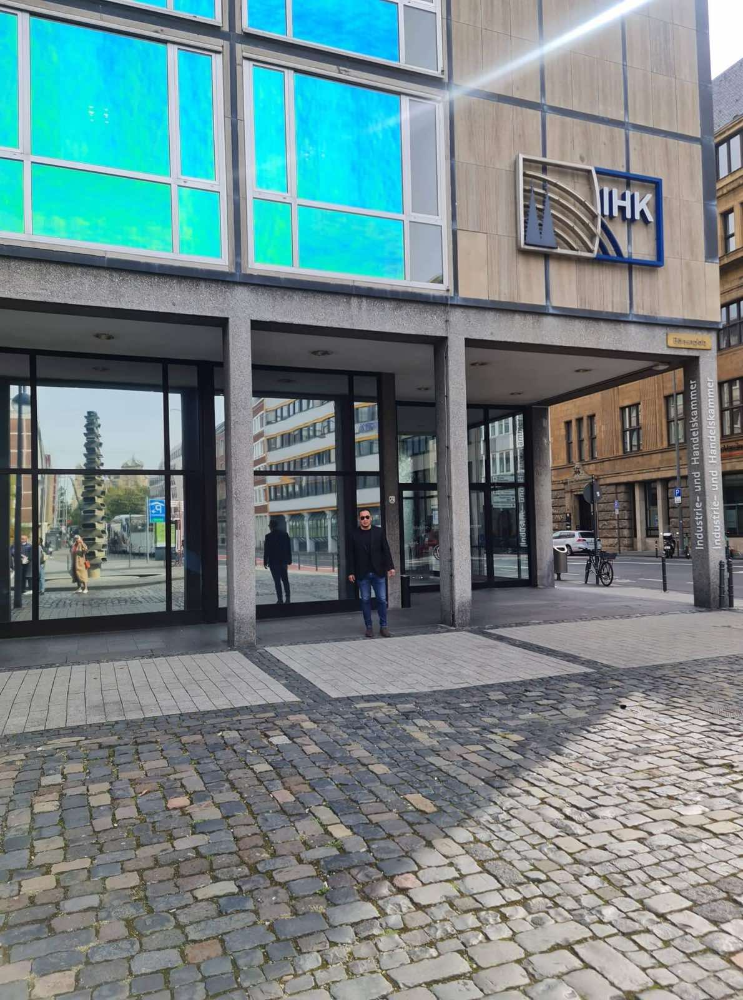 IHK
Börsenplatz
Industrie- und Handelskammer
Industrie- und Handelskammer
P
P